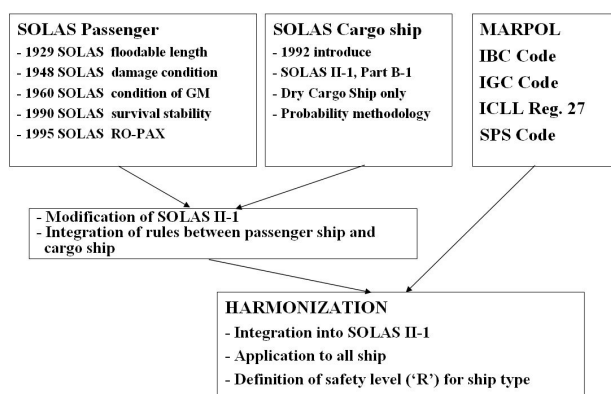 SOLAS Passenger
- 1929 SOLAS floodable length
- 1948 SOLAS damage condition
- 1960 SOLAS condition of GM
- 1990 SOLAS survival stability
- 1995 SOLAS RO-PAX
SOLAS Cargo ship
- 1992 introduce
- SOLAS II-1, Part B-1
- Dry Cargo Ship only
- Probability methodology
MARPOL
IBC Code
IGC Code
ICLL Reg. 27
SPS Code
- Modification of SOLAS II-1
- Integration of rules between passenger ship and
cargo ship
HARMONIZATION
- Integration into SOLAS II-1
- Application to all ship
- Definition of safety level (‘R’) for ship type